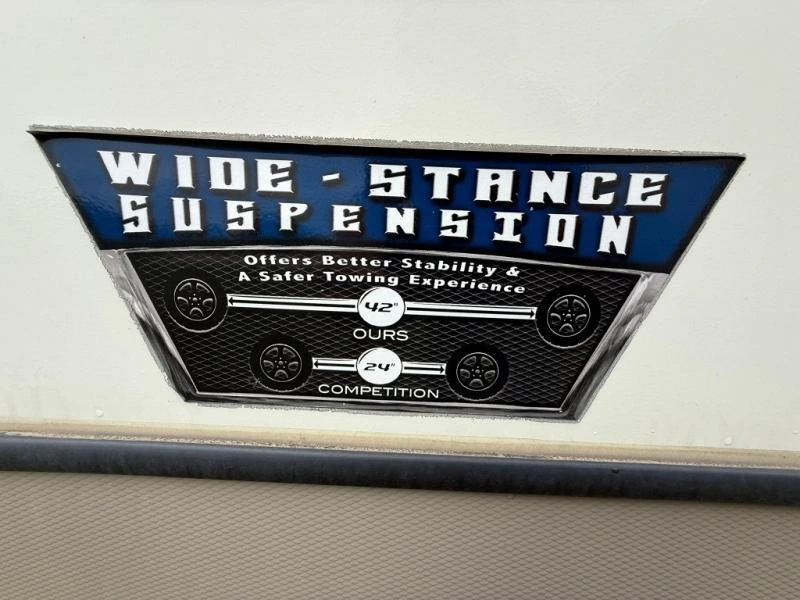 WIDE-STANCE
SUSPENSION
Offers Better Stability &
A Safer Towing Experience
42"
OURS
24"
COMPETITION